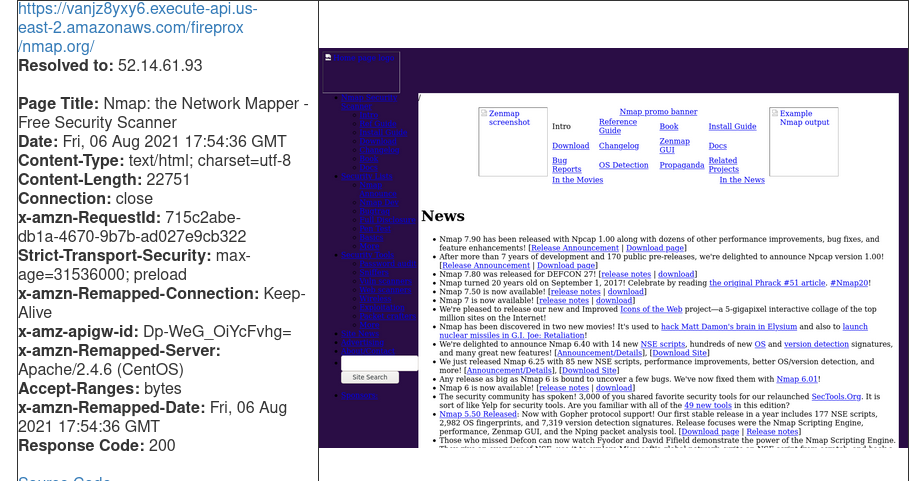 https://vanjz8yxy6.execute-api.us-
east-2.amazonaws.com/fireprox
/nmap.org/
Resolved to: 52.14.61.93
Page Title: Nmap: the Network Mapper -
Free Security Scanner
Date: Fri, 06 Aug 2021 17:54:36 GMT
Content-Type: text/html; charset=utf-8
Content-Length: 22751
Connection: close
x-amzn-RequestId: 715c2abe-
db1a-4670-9b7b-ad027e9cb322
Strict-Transport-Security: max-
age=31536000; preload
x-amzn-Remapped-Connection: Keep-
Alive
x-amz-apigw-id: Dp-WeG_OiYcFvhg=
x-amzn-Remapped-Server:
Apache/2.4.6 (CentOS)
Accept-Ranges: bytes
x-amzn-Remapped-Date: Fri, 06 Aug
2021 17:54:36 GMT
Response Code: 200
Source Code
Site Search
/
Zenmap
screenshot
Nmap promo banner
Intro
Reference
Guide
Book
Install Guide
Download
Changelog
Zenmap
GUI
Docs
Bug
Reports
OS Detection
Propaganda
Related
Projects
In the Movies
In the News
Example
Nmap output
News
Nmap 7.90 has been released with Npcap 1.00 along with dozens of other performance improvements, bug fixes, and
feature enhancements! [Release Announcement | Download page]
After more than 7 years of development and 170 public pre-releases, we're delighted to announce Npcap version 1.00!
[Release Announcement | Download page]
Nmap 7.80 was released for DEFCON 27! [release notes | download]
Nmap turned 20 years old on September 1, 2017! Celebrate by reading the original Phrack #51 article. #Nmap20!
Nmap 7.50 is now available! [release notes | download]
Nmap 7 is now available! [release notes | download]
We're pleased to release our new and Improved Icons of the Web project—a 5-gigapixel interactive collage of the top
million sites on the Internet!
Nmap has been discovered in two new movies! It's used to hack Matt Damon's brain in Elysium and also to launch
nuclear missiles in G.I. Joe: Retaliation!
We're delighted to announce Nmap 6.40 with 14 new NSE scripts, hundreds of new OS and version detection signatures,
and many great new features! [Announcement/Details], [Download Site]
We just released Nmap 6.25 with 85 new NSE scripts, performance improvements, better OS/version detection, and
more! [Announcement/Details], [Download Site]
Any release as big as Nmap 6 is bound to uncover a few bugs. We've now fixed them with Nmap 6.01!
Nmap 6 is now available! [release notes | download]
The security community has spoken! 3,000 of you shared favorite security tools for our relaunched SecTools.Org. It is
sort of like Yelp for security tools. Are you familiar with all of the 49 new tools in this edition?
Nmap 5.50 Released: Now with Gopher protocol support! Our first stable release in a year includes 177 NSE scripts,
2,982 OS fingerprints, and 7,319 version detection signatures. Release focuses were the Nmap Scripting Engine,
performance, Zenmap GUI, and the Nping packet analysis tool. [Download page | Release notes]
Those who missed Defcon can now watch Fyodor and David Fifield demonstrate the power of the Nmap Scripting Engine.